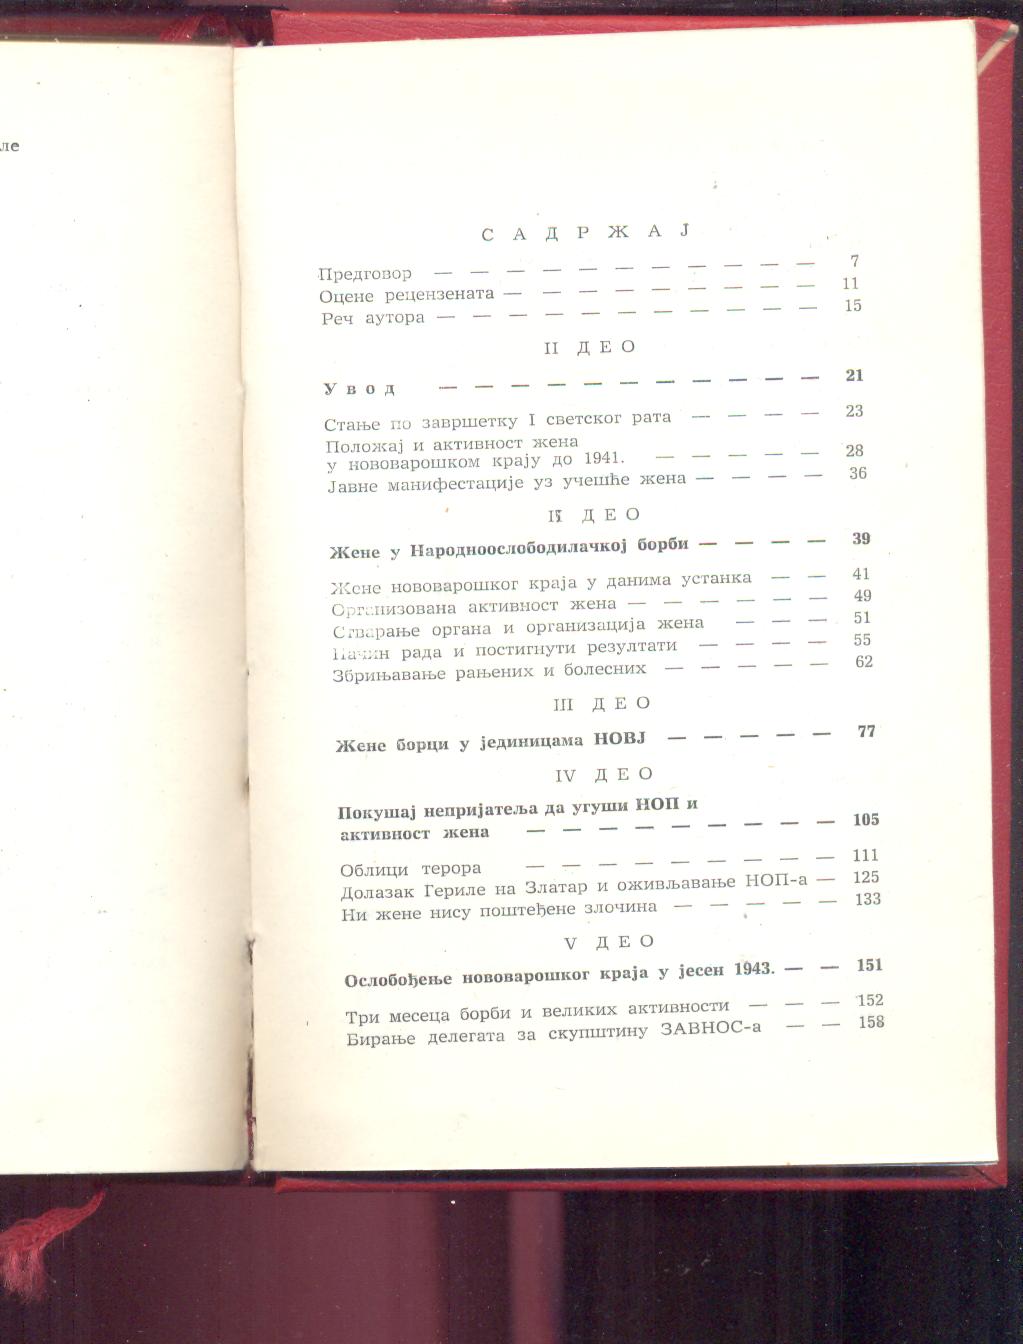 ле
С А Д Р Ж А Ј
Предговор — — — — — — — — — — — 7
Оцене рецензената — — — — — — — — — 11
Реч аутора — — — — — — — — — — — 15
II ДЕО
Увод — — — — — — — — — — — 21
Стање по завршетку I светског рата — — — — 23
Положај и активност жена
у нововарошком крају до 1941. — — — — — 28
Јавне манифестације уз учешће жена — — — — 36
II ДЕО
Жене у Народноослободилачкој борби — — — — 39
Жене нововарошког краја у данима устанка — — 41
Организована активност жена — — — — — — 49
Стварање органа и организација жена — — — 51
Начин рада и постигнути резултати — — — — 55
Збрињавање рањених и болесних — — — — — 62
III ДЕО
Жене борци у јединицама НОВЈ — — — — — 77
IV ДЕО
Покушај непријатеља да угуши НОП и
активност жена — — — — — — — — — 105
Облици терора — — — — — — — — — 111
Долазак Гериле на Златар и оживљавање НОП-а — 125
Ни жене нису поштеђене злочина — — — — — 133
V ДЕО
Ослобођење нововарошког краја у јесен 1943. — — 151
Три месеца борби и великих активности — — — 152
Бирање делегата за скупштину ЗАВНОС-а — — 158